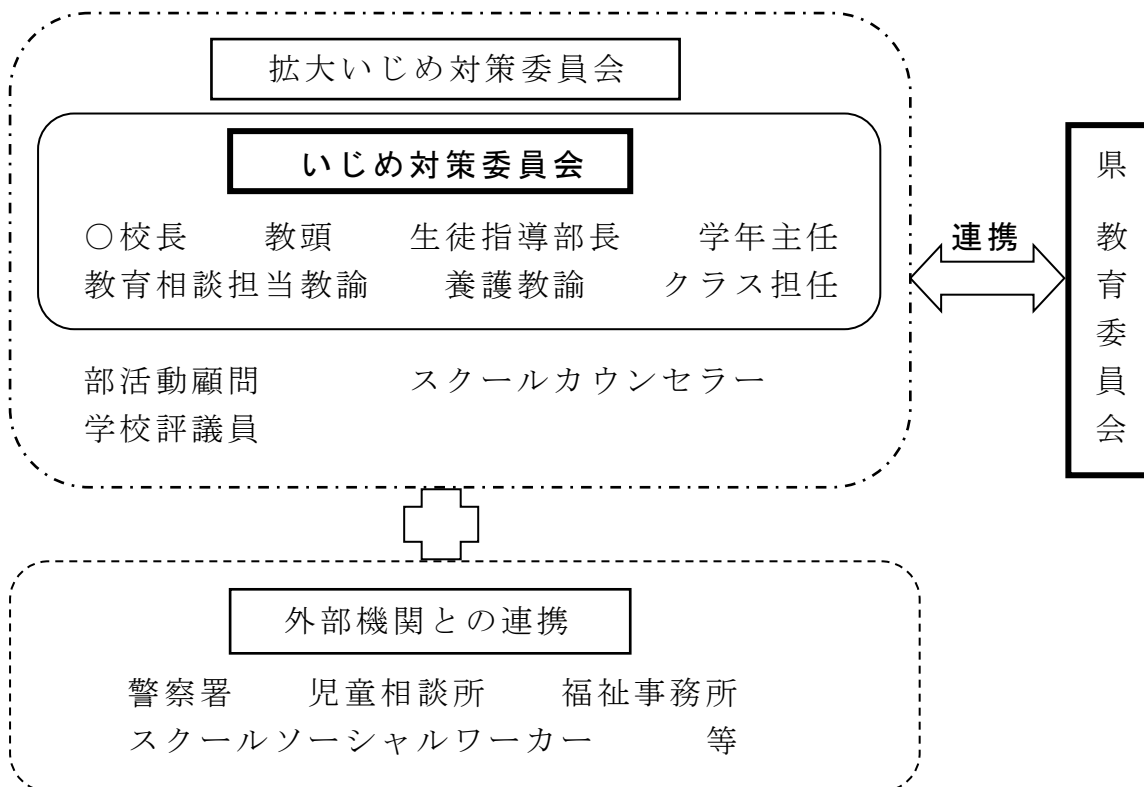 拡大いじめ対策委員会
いじめ対策委員会
○校長 教頭 生徒指導部長 学年主任
教育相談担当教諭 養護教諭 クラス担任
部活動顧問 スクールカウンセラー
学校評議員
連携
県教育委員会
外部機関との連携
警察署 児童相談所 福祉事務所
スクールソーシャルワーカー 等